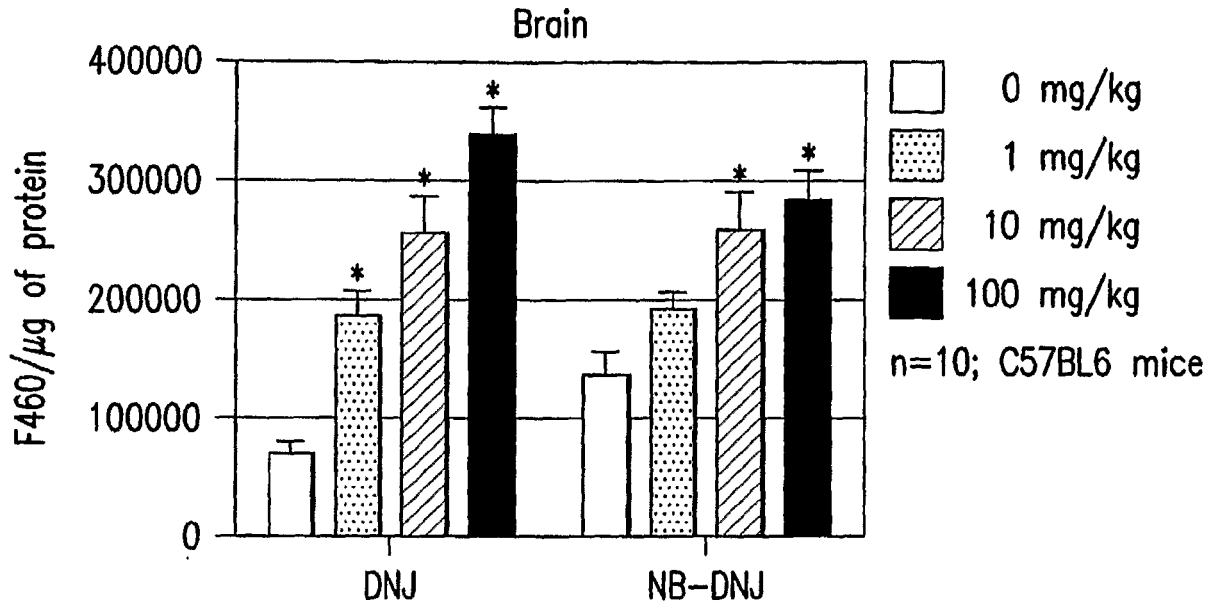 Brain
F460/µg of protein
400000
300000
200000
100000
0
* * *
* *
DNJ
NB-DNJ
0 mg/kg
1 mg/kg
10 mg/kg
100 mg/kg
n=10; C57BL6 mice